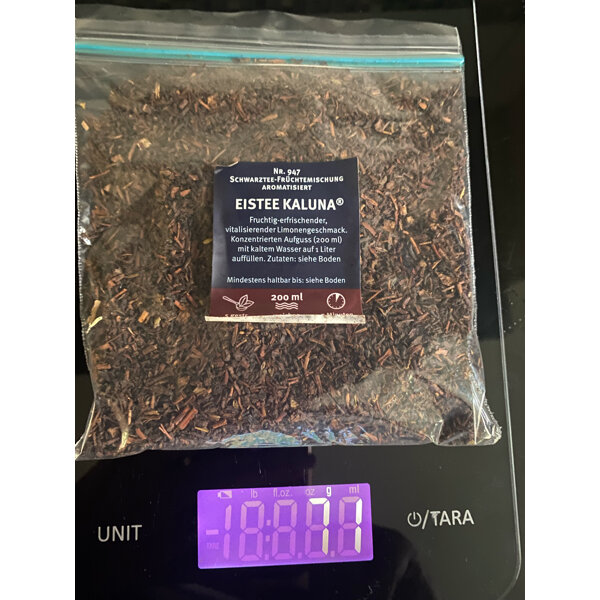 Nr. 947
Schwarztee-Früchtemischung
aromatisiert
EISTEE KALUNA®
Fruchtig-erfrischender,
vitalisierender Limonengeschmack.
Konzentrierten Aufguss (200 ml)
mit kaltem Wasser auf 1 Liter
auffüllen. Zutaten: siehe Boden
Mindestens haltbar bis: siehe Boden
200 ml
lb fl.oz. oz g ml
71
UNIT
/TARA